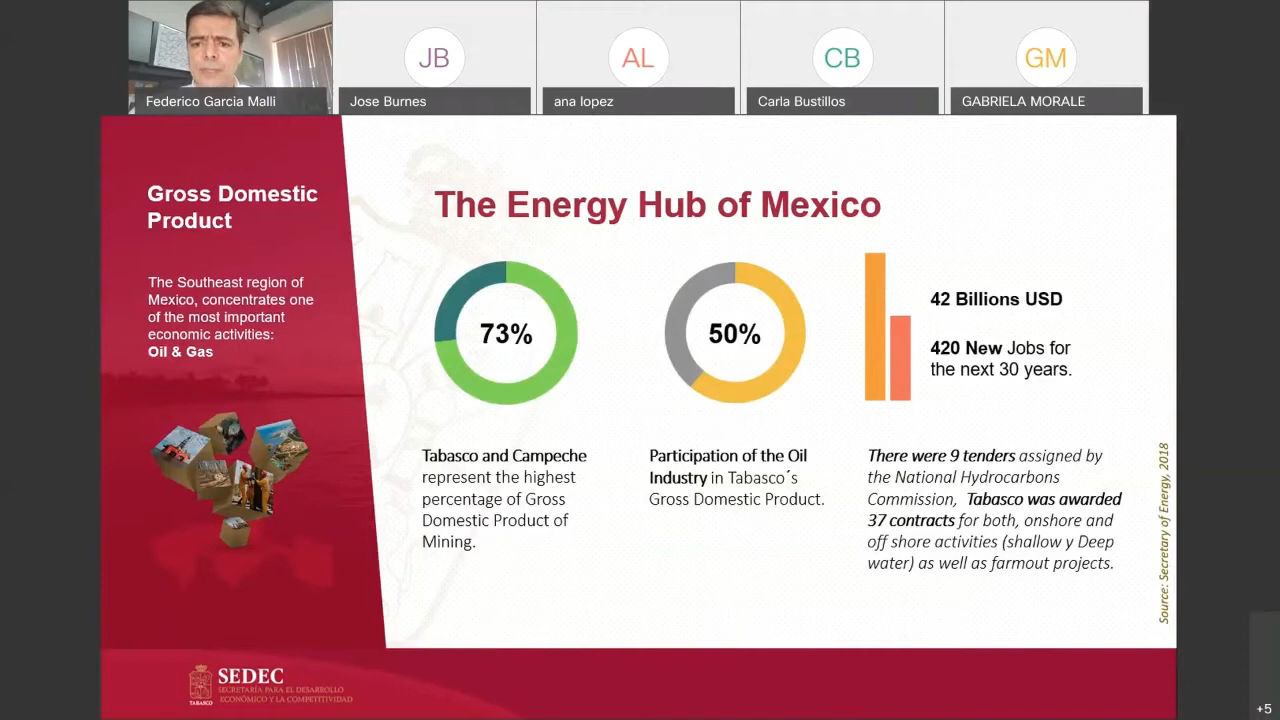 JB
AL
CB
GM
Federico Garcia Malli
Jose Burnes
ana lopez
Carla Bustillos
GABRIELA MORALE
Gross Domestic
Product
The Southeast region of
Mexico, concentrates one
of the most important
economic activities:
Oil & Gas
The Energy Hub of Mexico
73%
50%
42 Billions USD
420 New Jobs for
the next 30 years.
Tabasco and Campeche
represent the highest
percentage of Gross
Domestic Product of
Mining.
Participation of the Oil
Industry in Tabasco´s
Gross Domestic Product.
There were 9 tenders assigned by
the National Hydrocarbons
Commission, Tabasco was awarded
37 contracts for both, onshore and
off shore activities (shallow y Deep
water) as well as farmout projects.
Source: Secretary of Energy, 2018
TABASCO
SEDEC
SECRETARÍA PARA EL DESARROLLO
ECONÓMICO Y LA COMPETITIVIDAD
+5